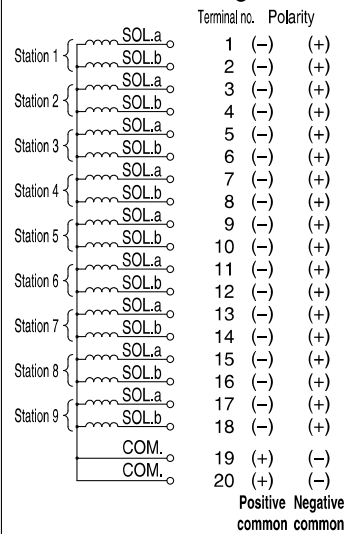 Terminal no. Polarity
Station 1 { SOL.a 1 (−) (+)
SOL.b 2 (−) (+)
Station 2 { SOL.a 3 (−) (+)
SOL.b 4 (−) (+)
Station 3 { SOL.a 5 (−) (+)
SOL.b 6 (−) (+)
Station 4 { SOL.a 7 (−) (+)
SOL.b 8 (−) (+)
Station 5 { SOL.a 9 (−) (+)
SOL.b 10 (−) (+)
Station 6 { SOL.a 11 (−) (+)
SOL.b 12 (−) (+)
Station 7 { SOL.a 13 (−) (+)
SOL.b 14 (−) (+)
Station 8 { SOL.a 15 (−) (+)
SOL.b 16 (−) (+)
Station 9 { SOL.a 17 (−) (+)
SOL.b 18 (−) (+)
COM. 19 (+) (−)
COM. 20 (+) (−)
Positive Negative
common common